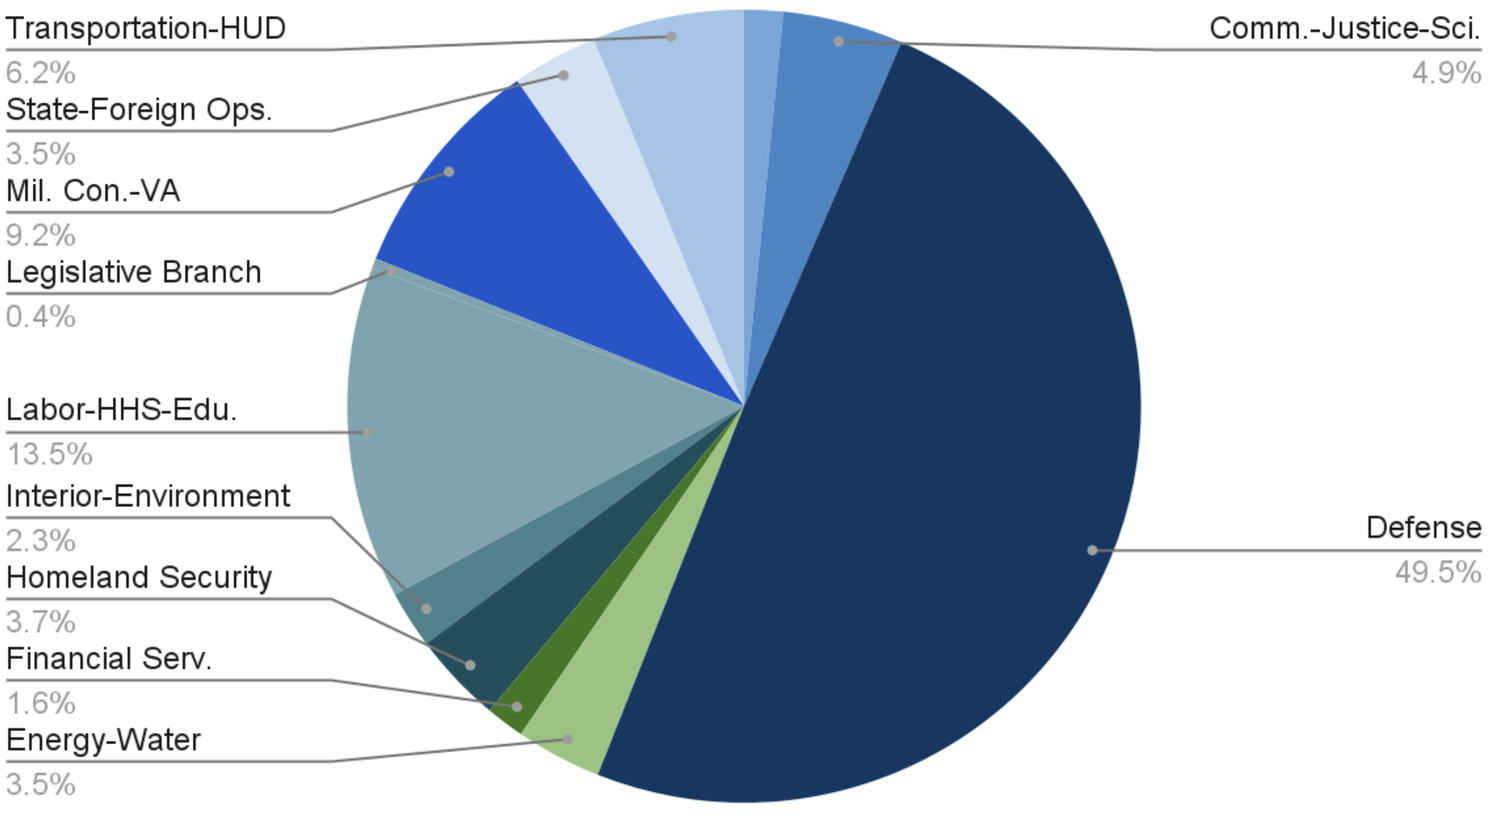 Transportation-HUD
6.2%
State-Foreign Ops.
3.5%
Mil. Con.-VA
9.2%
Legislative Branch
0.4%
Labor-HHS-Edu.
13.5%
Interior-Environment
2.3%
Homeland Security
3.7%
Financial Serv.
1.6%
Energy-Water
3.5%
Comm.-Justice-Sci.
4.9%
Defense
49.5%